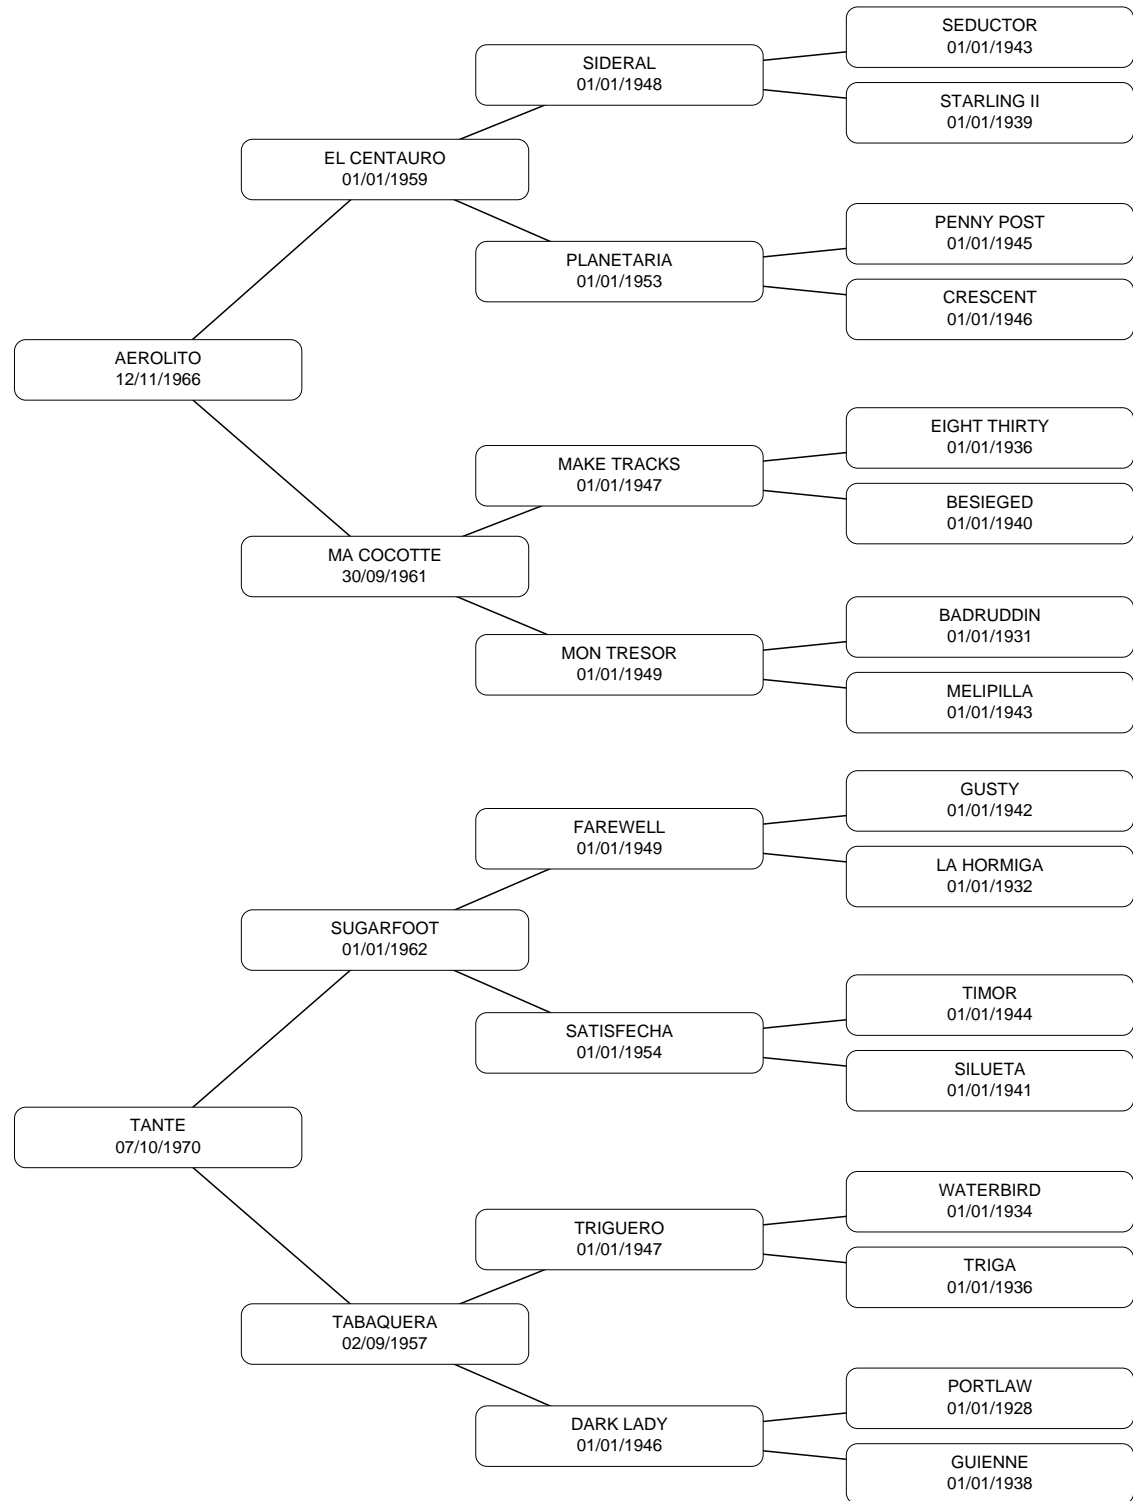 SEDUCTOR
01/01/1943
SIDERAL
01/01/1948
STARLING II
01/01/1939
EL CENTAURO
01/01/1959
PENNY POST
01/01/1945
PLANETARIA
01/01/1953
CRESCENT
01/01/1946
AEROLITO
12/11/1966
EIGHT THIRTY
01/01/1936
MAKE TRACKS
01/01/1947
BESIEGED
01/01/1940
MA COCOTTE
30/09/1961
BADRUDDIN
01/01/1931
MON TRESOR
01/01/1949
MELIPILLA
01/01/1943
GUSTY
01/01/1942
FAREWELL
01/01/1949
LA HORMIGA
01/01/1932
SUGARFOOT
01/01/1962
TIMOR
01/01/1944
SATISFECHA
01/01/1954
SILUETA
01/01/1941
TANTE
07/10/1970
WATERBIRD
01/01/1934
TRIGUERO
01/01/1947
TRIGA
01/01/1936
TABAQUERA
02/09/1957
PORTLAW
01/01/1928
DARK LADY
01/01/1946
GUIENNE
01/01/1938